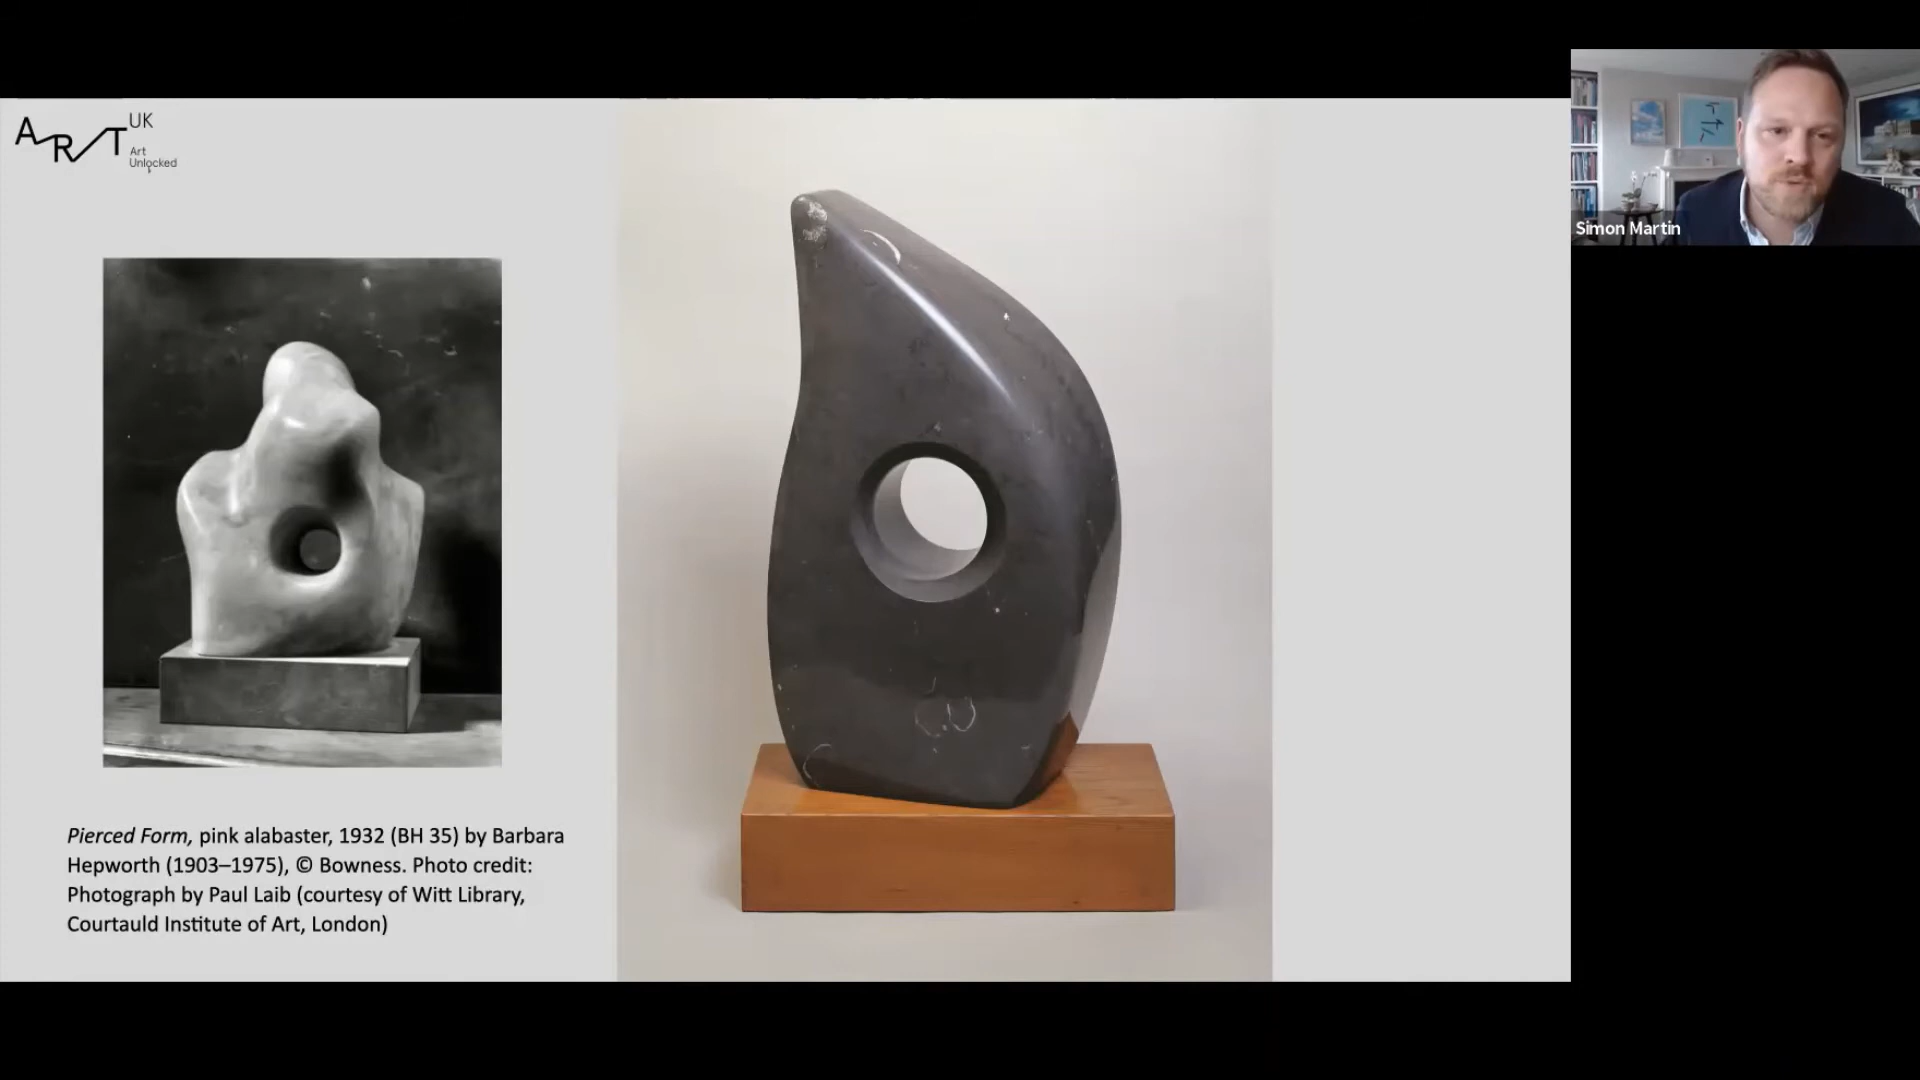 ART UK
Art
Unlocked
Simon Martin
Pierced Form, pink alabaster, 1932 (BH 35) by Barbara
Hepworth (1903–1975), © Bowness. Photo credit:
Photograph by Paul Laib (courtesy of Witt Library,
Courtauld Institute of Art, London)